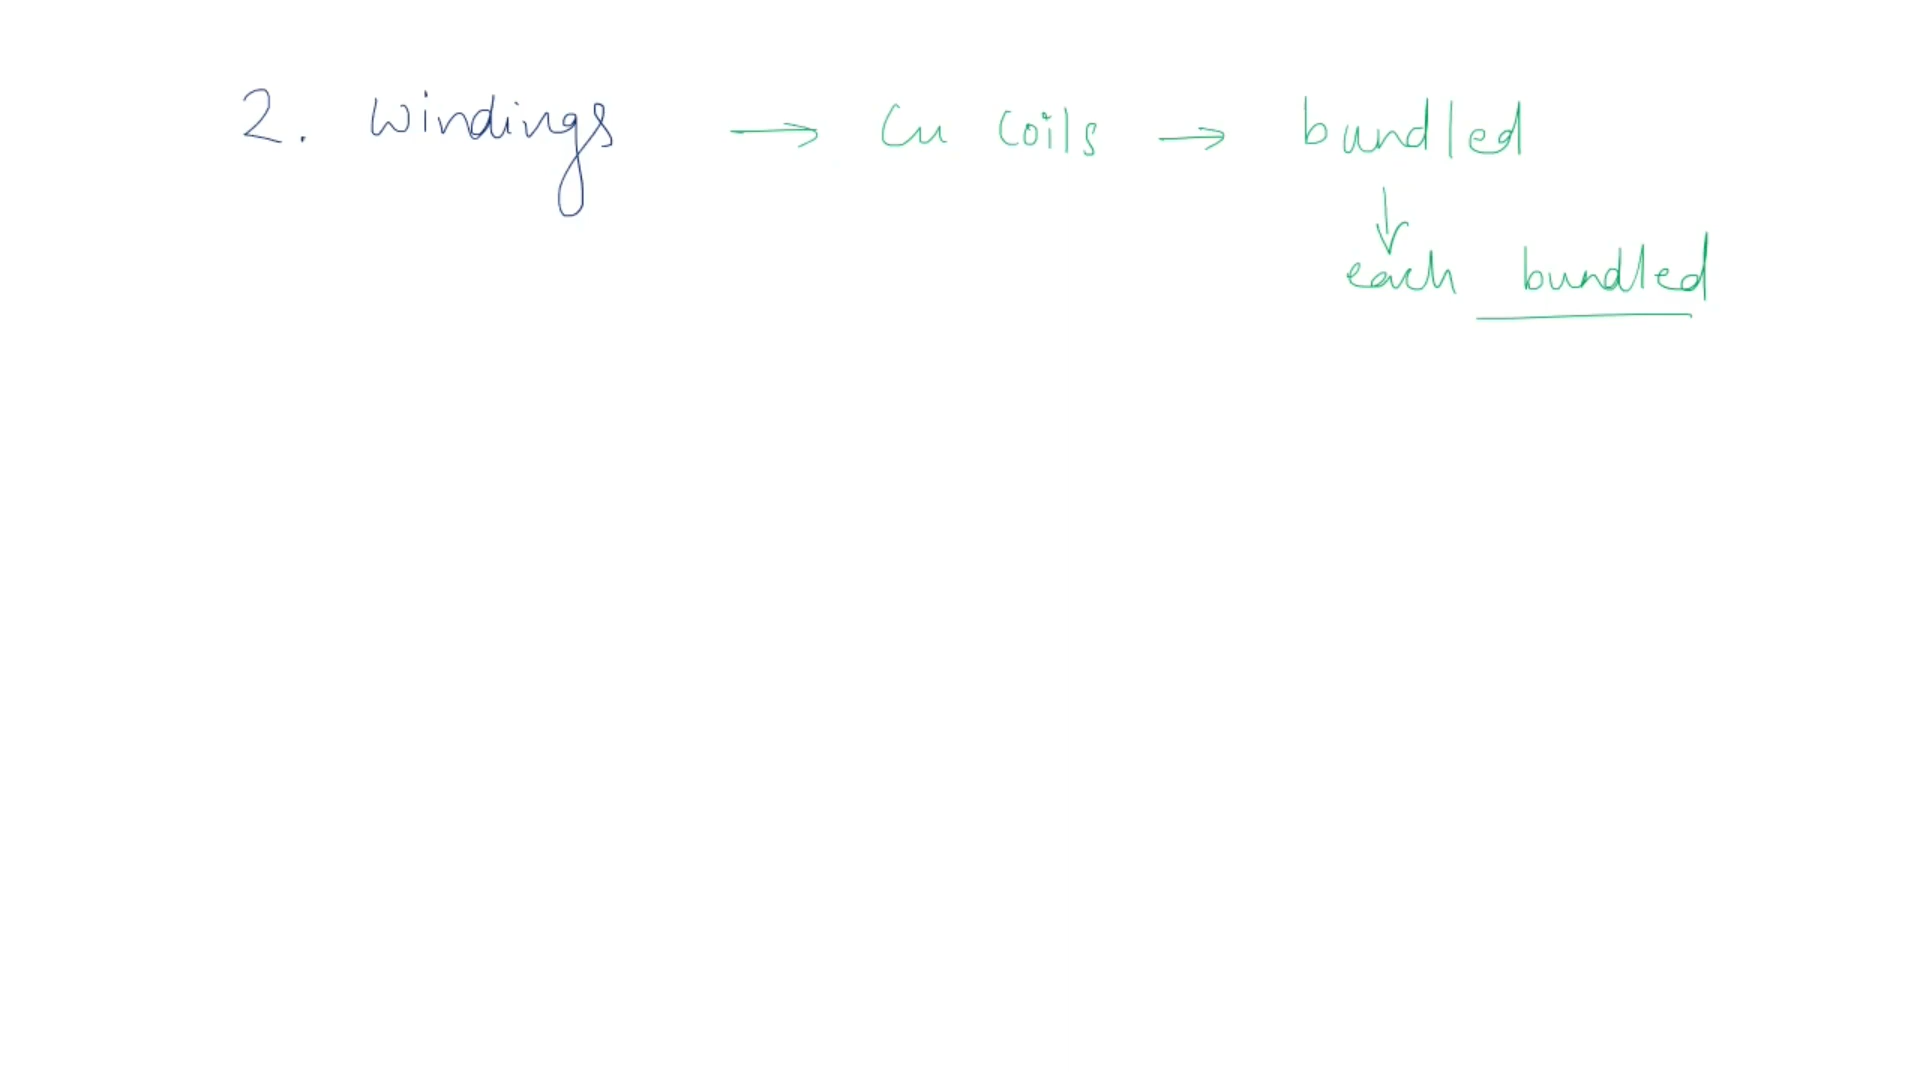 2. Windings → Cu coils → bundled
↓
each bundled